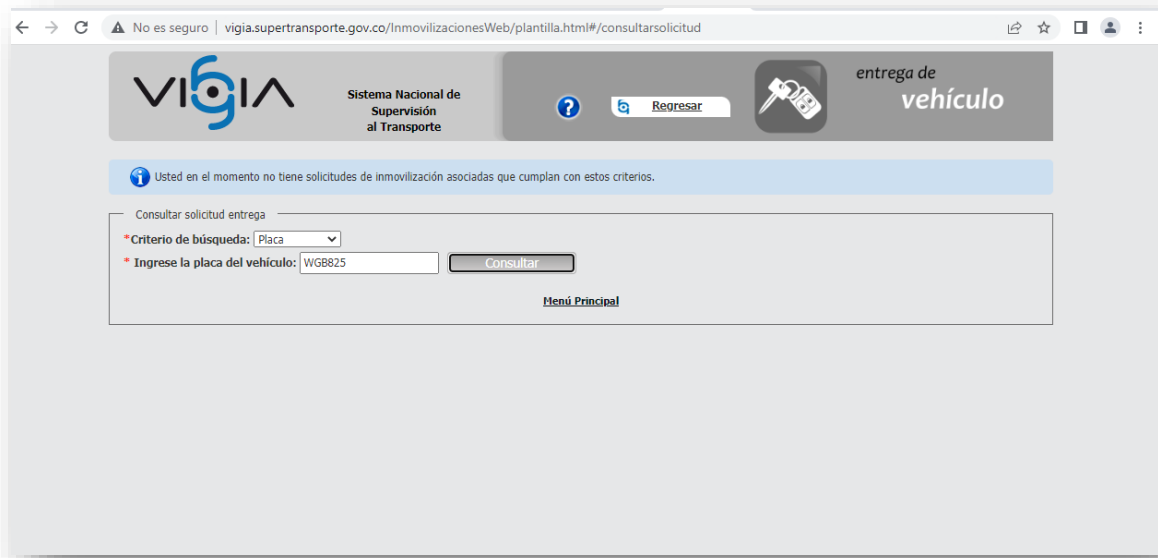 No es seguro | vigia.supertransporte.gov.co/InmovilizacionesWeb/plantilla.html#/consultarsolicitud
VIGIA
Sistema Nacional de
Supervisión
al Transporte
?
Regresar
entrega de
vehículo
Usted en el momento no tiene solicitudes de inmovilización asociadas que cumplan con estos criterios.
Consultar solicitud entrega
*Criterio de búsqueda: Placa
* Ingrese la placa del vehículo: WGB825 Consultar
Menú Principal